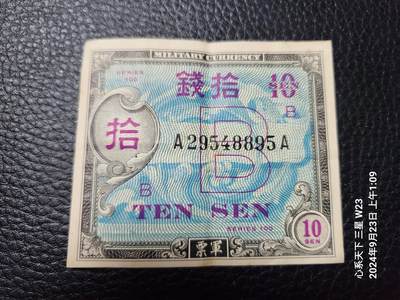 MILITARY CURRENCY
SERIES
100
錢拾
10
SEN
B
拾
A29548895A
B
B
TEN SEN
SERIES 100
10
SEN
票軍
心系天下 三星 W23
2024年9月23日 上午1:09